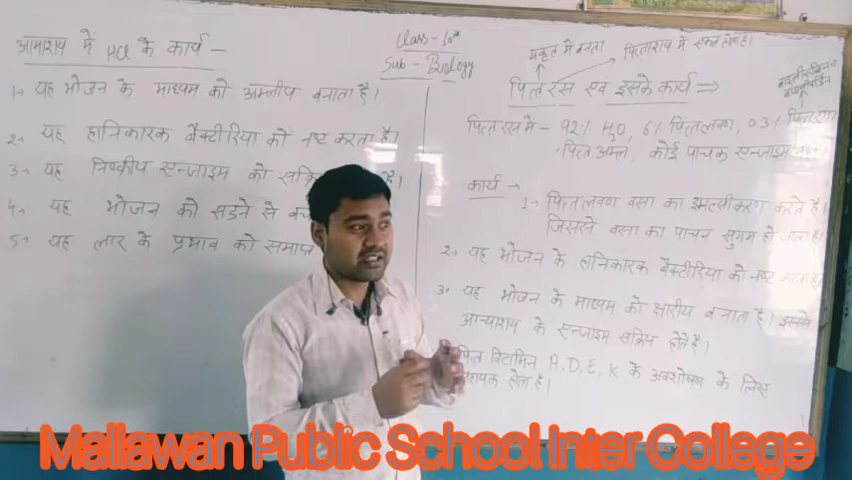 Class - 10th
Sub - Biology
आमाशय में HCl के कार्य -
1→ यह भोजन के माध्यम को अम्लीय बनाता है।
2→ यह हानिकारक बैक्टीरिया को नष्ट करता है।
3→ यह निष्क्रीय एन्जाइम को
4→ यह भोजन को सड़ने से
5→ यह लार के प्रभाव को समाप्त
यकृत में बनता
पित्ताशय में एकत्र होता है।
पित्त रस एवं इसके कार्य ⇒
पित्त रस में - 92% H2O, 6% पित्त लवण, 0.3%
पित्त अम्ल, कोई पाचक एन्जाइम
कार्य →
1→ पित्त लवण वसा का इमल्सीकरण करते है।
जिससे वसा का पाचन सुगम हो जाता है।
2→ यह भोजन के हानिकारक बैक्टीरिया को नष्ट करता है।
3→ यह भोजन के माध्यम को क्षारीय बनाता है। इससे
अग्न्याशय के एन्जाइम सक्रिय होते है।
पित्त विटामिन A, D, E, K के अवशोषण के लिए
सहायक होता है।
Mallawan Public School Inter College